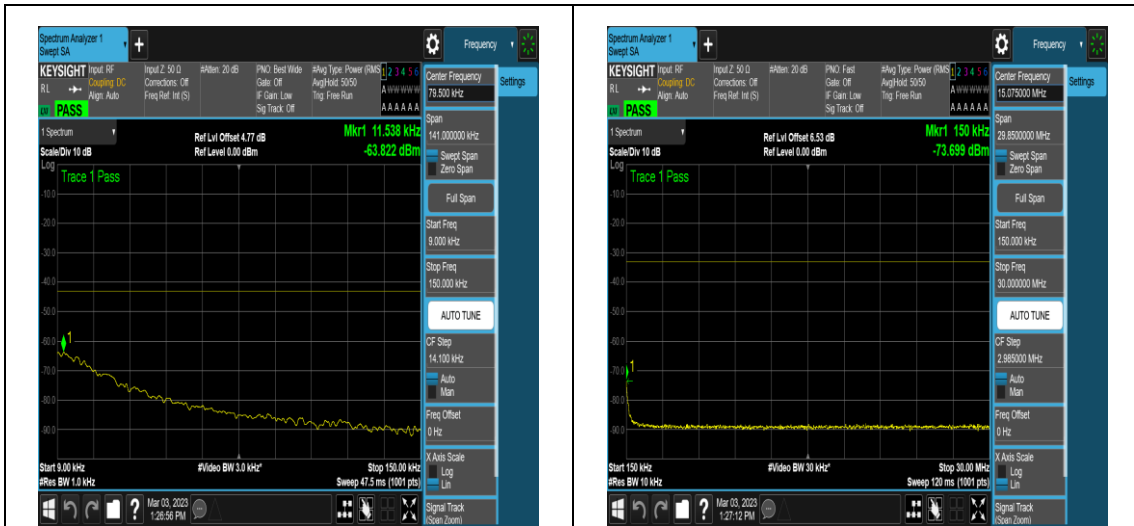 Spectrum Analyzer 1
Swept SA
+
Frequency
KEYSIGHT
Input: RF
Input Z: 50 Ω
#Atten: 20 dB
PNO: Best Wide
#Avg Type: Power (RMS
1 2 3 4 5 6
RL
Coupling: DC
Corrections: Off
Gate: Off
Avg|Hold: 50/50
A W W W W W
Align: Auto
Freq Ref: Int (S)
IF Gain: Low
Trig: Free Run
Sig Track: Off
A A A A A A
PASS
1 Spectrum
Scale/Div 10 dB
Ref Lvl Offset 4.77 dB
Ref Level 0.00 dBm
Mkr1 11.538 kHz
-63.822 dBm
Log
Trace 1 Pass
-10.0
-20.0
-30.0
-40.0
-50.0
-60.0
-70.0
-80.0
-90.0
1
Start 9.00 kHz
#Video BW 3.0 kHz*
Stop 150.00 kHz
#Res BW 1.0 kHz
Sweep 47.5 ms (1001 pts)
Mar 03, 2023
1:26:56 PM
Center Frequency
79.500 kHz
Settings
Span
141.000000 kHz
Swept Span
Zero Span
Full Span
Start Freq
9.000 kHz
Stop Freq
150.000 kHz
AUTO TUNE
CF Step
14.100 kHz
Auto
Man
Freq Offset
0 Hz
X Axis Scale
Log
Lin
Signal Track
(Span Zoom)
Spectrum Analyzer 1
Swept SA
+
Frequency
KEYSIGHT
Input: RF
Input Z: 50 Ω
#Atten: 20 dB
PNO: Fast
#Avg Type: Power (RMS
1 2 3 4 5 6
RL
Coupling: DC
Corrections: Off
Gate: Off
Avg|Hold: 50/50
A W W W W W
Align: Auto
Freq Ref: Int (S)
IF Gain: Low
Trig: Free Run
Sig Track: Off
A A A A A A
PASS
1 Spectrum
Scale/Div 10 dB
Ref Lvl Offset 6.53 dB
Ref Level 0.00 dBm
Mkr1 150 kHz
-73.699 dBm
Log
Trace 1 Pass
-10.0
-20.0
-30.0
-40.0
-50.0
-60.0
-70.0
-80.0
-90.0
1
Start 150 kHz
#Video BW 30 kHz*
Stop 30.00 MHz
#Res BW 10 kHz
Sweep 120 ms (1001 pts)
Mar 03, 2023
1:27:12 PM
Center Frequency
15.075000 MHz
Settings
Span
29.8500000 MHz
Swept Span
Zero Span
Full Span
Start Freq
150.000 kHz
Stop Freq
30.000000 MHz
AUTO TUNE
CF Step
2.985000 MHz
Auto
Man
Freq Offset
0 Hz
X Axis Scale
Log
Lin
Signal Track
(Span Zoom)